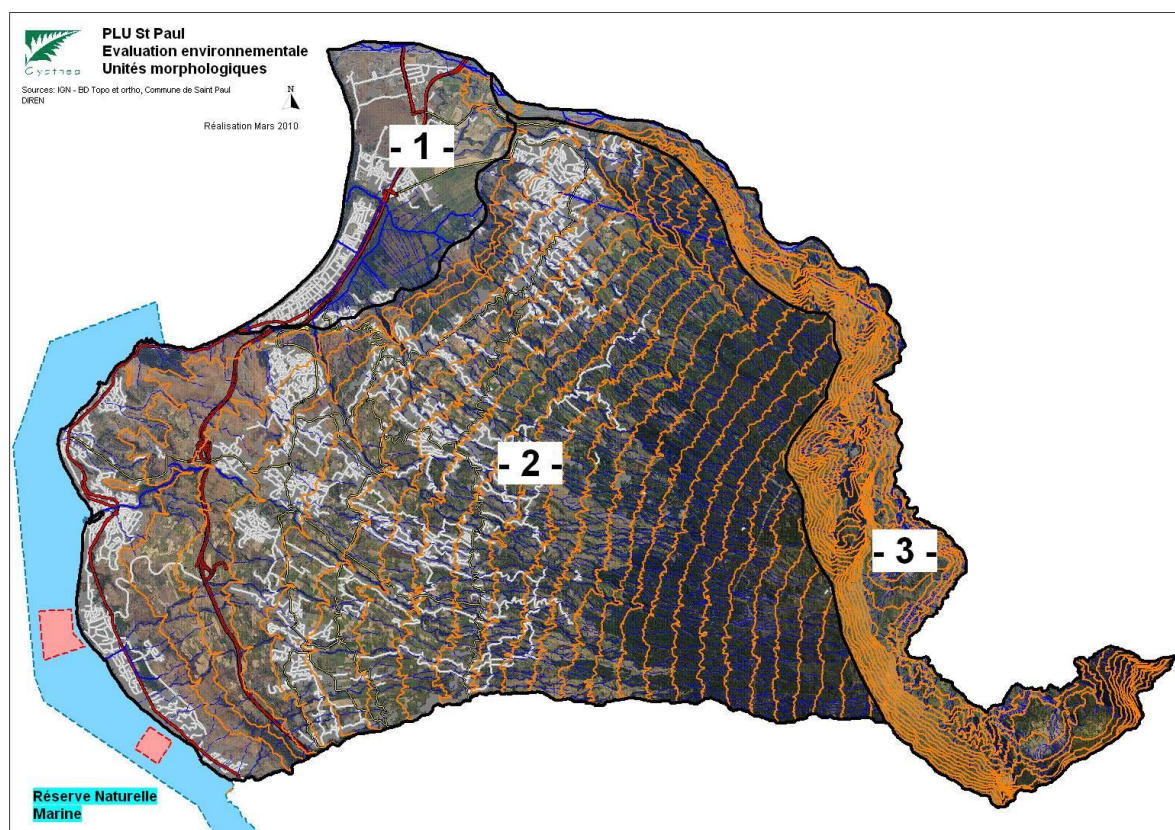 PLU St Paul
Evaluation environnementale
Unités morphologiques
Cysthea
Sources: IGN - BD Topo et ortho, Commune de Saint Paul
DIREN
N
Réalisation Mars 2010
- 1 -
- 2 -
- 3 -
Réserve Naturelle
Marine